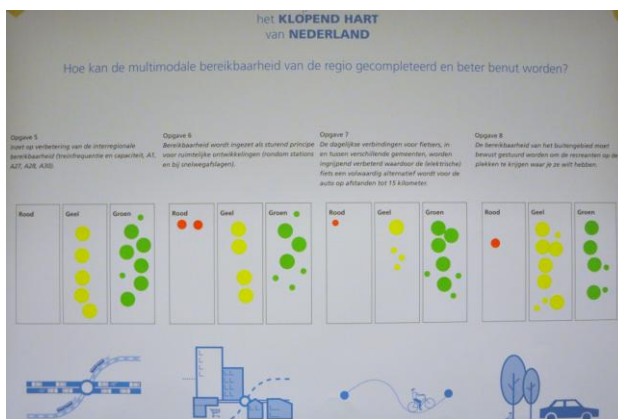 het KLOPEND HART
van NEDERLAND
Hoe kan de multimodale bereikbaarheid van de regio gecompleteerd en beter benut worden?
Opgave 5
Inzet op verbetering van de interregionale
bereikbaarheid (treinfrequentie en capaciteit, A1,
A27, A28, A30)
Opgave 6
Bereikbaarheid wordt ingezet als sturend principe
voor ruimtelijke ontwikkelingen (rondom stations
en bij snelwegafslagen).
Opgave 7
De dagelijkse verbindingen voor fietsers, in
en tussen verschillende gemeenten, worden
ingrijpend verbeterd waardoor de (elektrische)
fiets een volwaardig alternatief wordt voor de
auto op afstanden tot 15 kilometer.
Opgave 8
De bereikbaarheid van het buitengebied moet
bewust gestuurd worden om de recreanten op de
plekken te krijgen waar je ze wilt hebben.
Rood Geel Groen
Rood Geel Groen
Rood Geel Groen
Rood Geel Groen